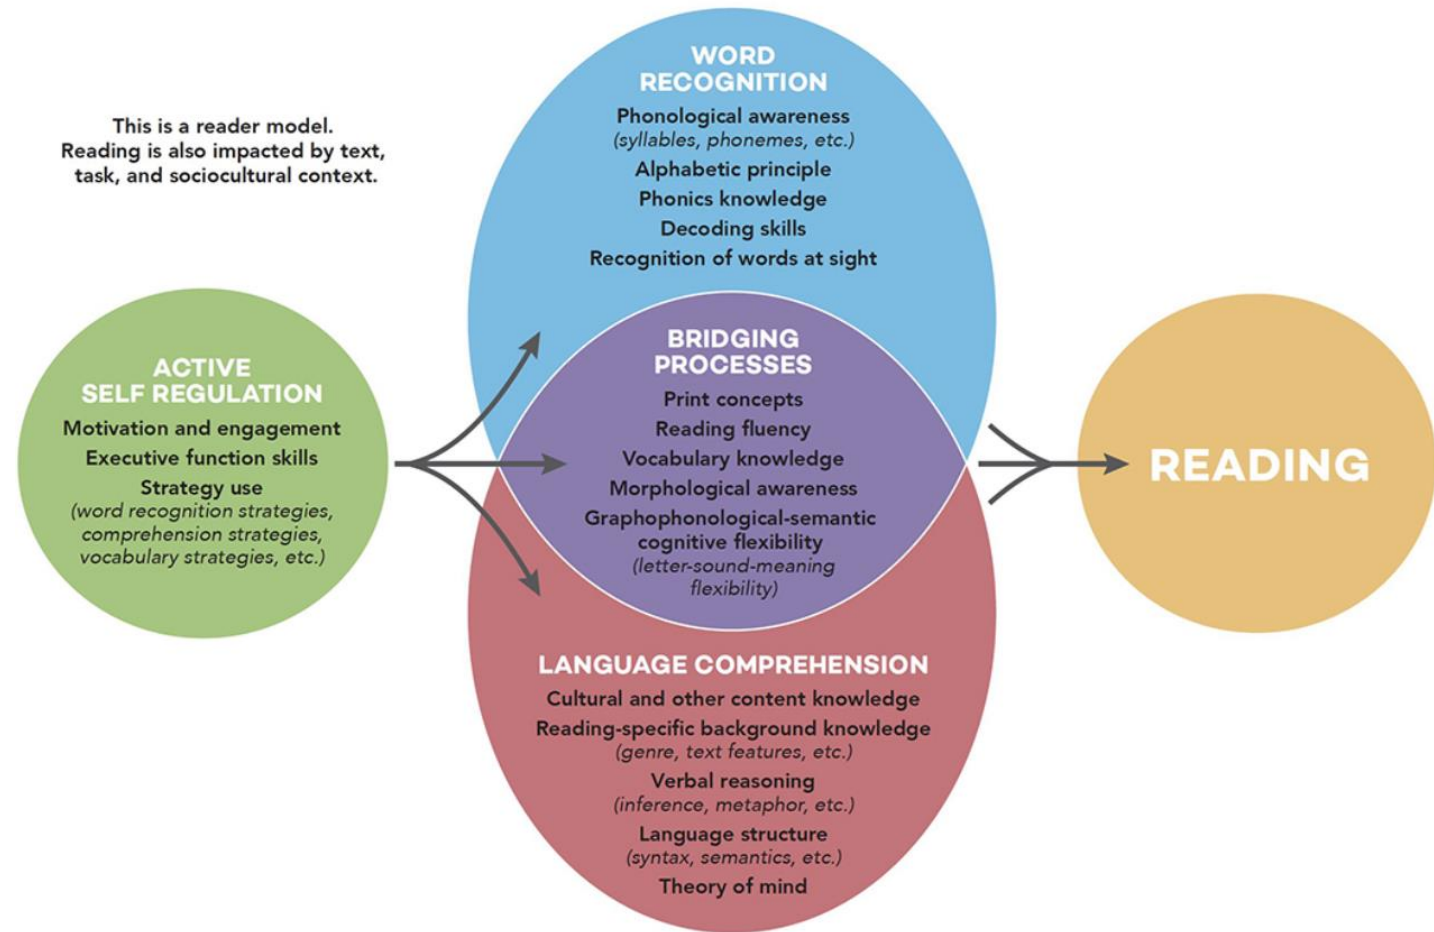 This is a reader model.
Reading is also impacted by text,
task, and sociocultural context.
ACTIVE
SELF REGULATION
Motivation and engagement
Executive function skills
Strategy use
(word recognition strategies,
comprehension strategies,
vocabulary strategies, etc.)
WORD
RECOGNITION
Phonological awareness
(syllables, phonemes, etc.)
Alphabetic principle
Phonics knowledge
Decoding skills
Recognition of words at sight
BRIDGING
PROCESSES
Print concepts
Reading fluency
Vocabulary knowledge
Morphological awareness
Graphophonological-semantic
cognitive flexibility
(letter-sound-meaning
flexibility)
LANGUAGE COMPREHENSION
Cultural and other content knowledge
Reading-specific background knowledge
(genre, text features, etc.)
Verbal reasoning
(inference, metaphor, etc.)
Language structure
(syntax, semantics, etc.)
Theory of mind
READING